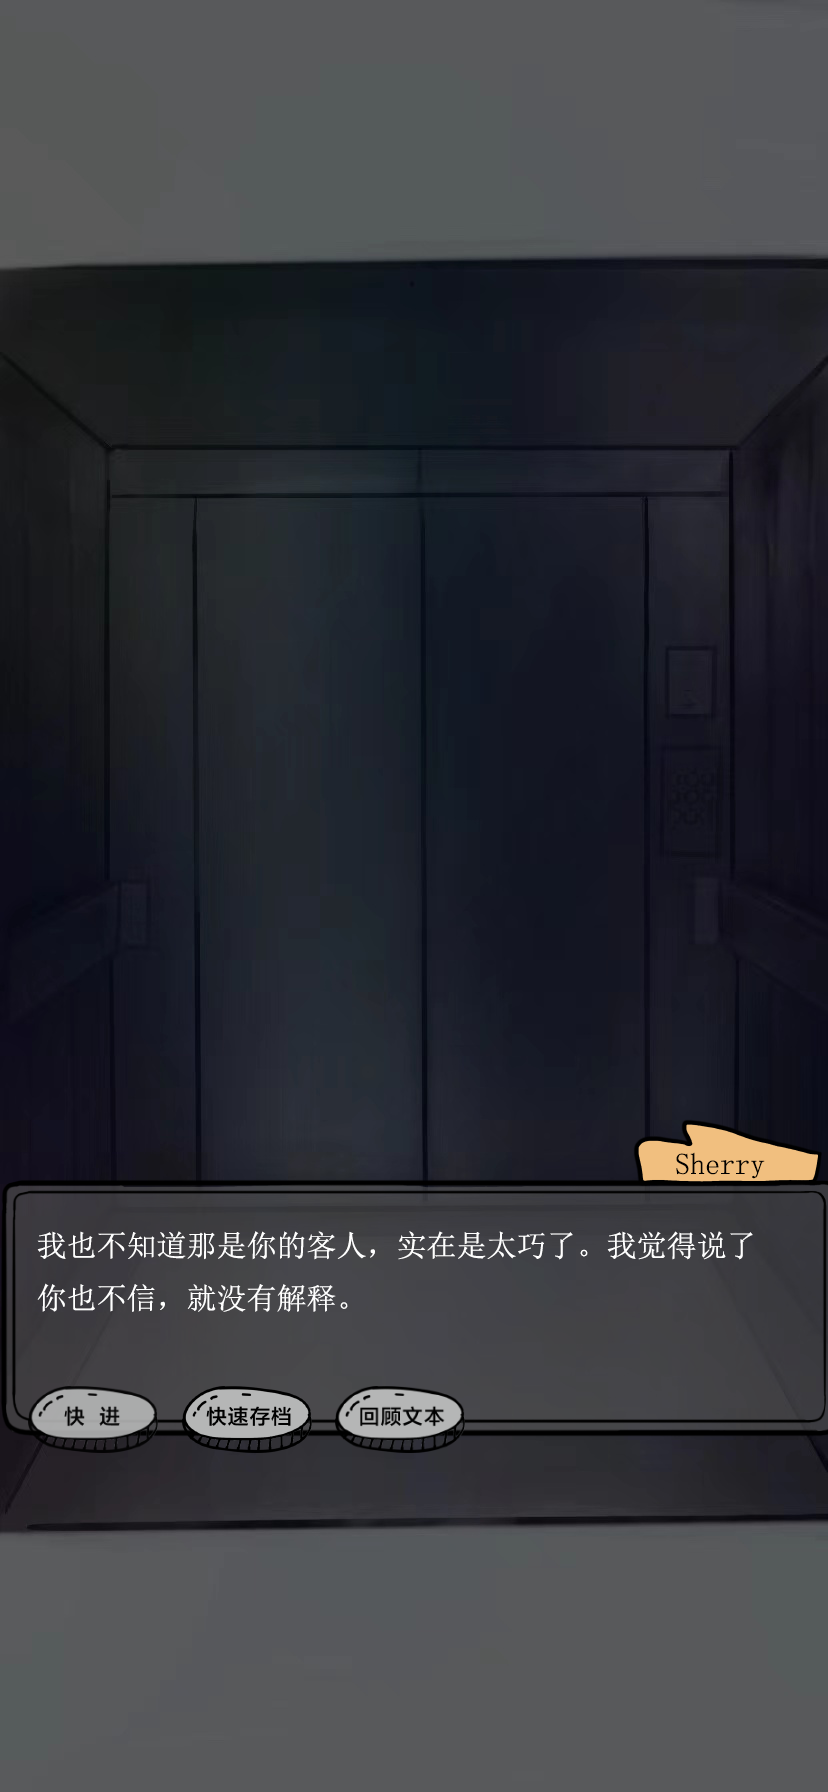 Sherry
我也不知道那是你的客人，实在是太巧了。我觉得说了
你也不信，就没有解释。
快 进
快速存档
回顾文本